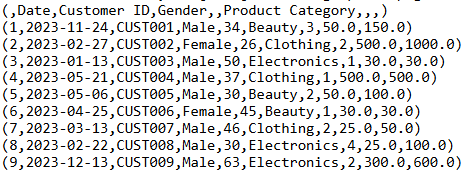 (,Date,Customer ID,Gender,,Product Category,,,)
(1,2023-11-24,CUST001,Male,34,Beauty,3,50.0,150.0)
(2,2023-02-27,CUST002,Female,26,Clothing,2,500.0,1000.0)
(3,2023-01-13,CUST003,Male,50,Electronics,1,30.0,30.0)
(4,2023-05-21,CUST004,Male,37,Clothing,1,500.0,500.0)
(5,2023-05-06,CUST005,Male,30,Beauty,2,50.0,100.0)
(6,2023-04-25,CUST006,Female,45,Beauty,1,30.0,30.0)
(7,2023-03-13,CUST007,Male,46,Clothing,2,25.0,50.0)
(8,2023-02-22,CUST008,Male,30,Electronics,4,25.0,100.0)
(9,2023-12-13,CUST009,Male,63,Electronics,2,300.0,600.0)